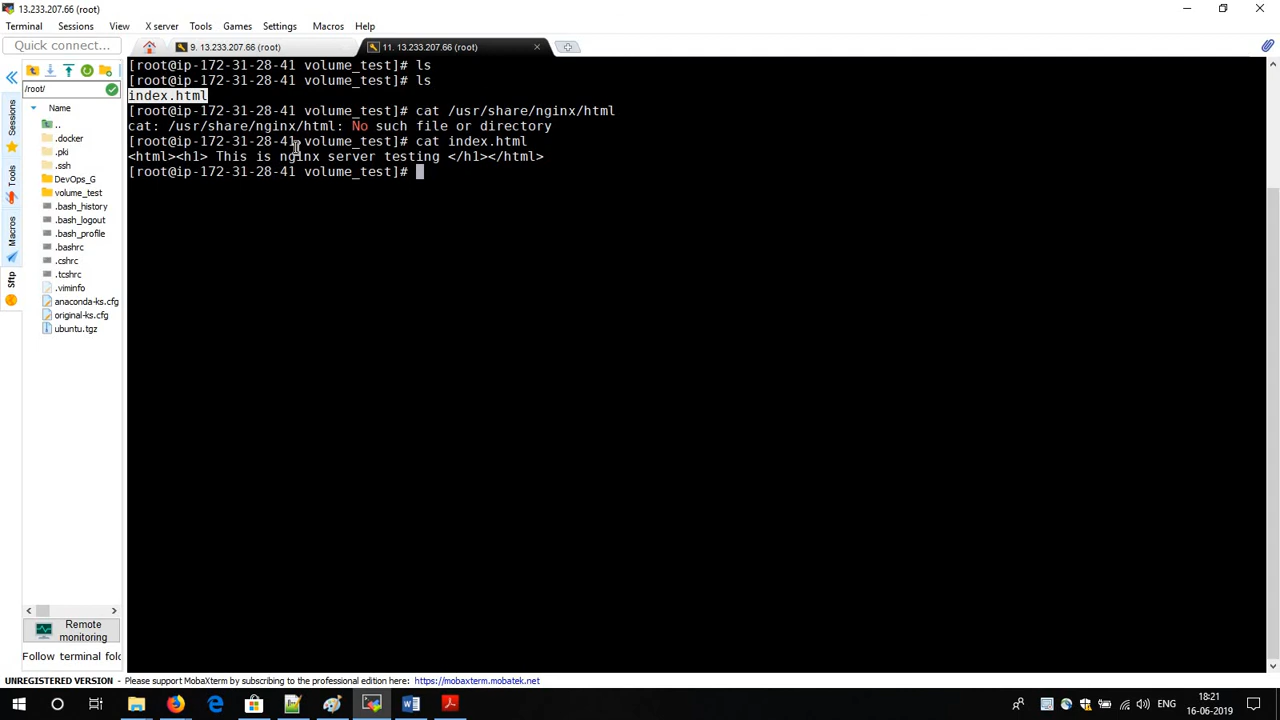 13.233.207.66 (root)
Terminal Sessions View X server Tools Games Settings Macros Help
Quick connect... 9. 13.233.207.66 (root) 11. 13.233.207.66 (root)
/root/
Name
..
.docker
.pki
.ssh
DevOps_G
volume_test
.bash_history
.bash_logout
.bash_profile
.bashrc
.cshrc
.tcshrc
.viminfo
anaconda-ks.cfg
original-ks.cfg
ubuntu.tgz
Sessions
Tools
Macros
Sftp
Remote
monitoring
Follow terminal fol
[root@ip-172-31-28-41 volume_test]# ls
[root@ip-172-31-28-41 volume_test]# ls
index.html
[root@ip-172-31-28-41 volume_test]# cat /usr/share/nginx/html
cat: /usr/share/nginx/html: No such file or directory
[root@ip-172-31-28-41 volume_test]# cat index.html
<html><h1> This is nginx server testing </h1></html>
[root@ip-172-31-28-41 volume_test]#
UNREGISTERED VERSION - Please support MobaXterm by subscribing to the professional edition here: https://mobaxterm.mobatek.net
ENG
18:21
16-06-2019